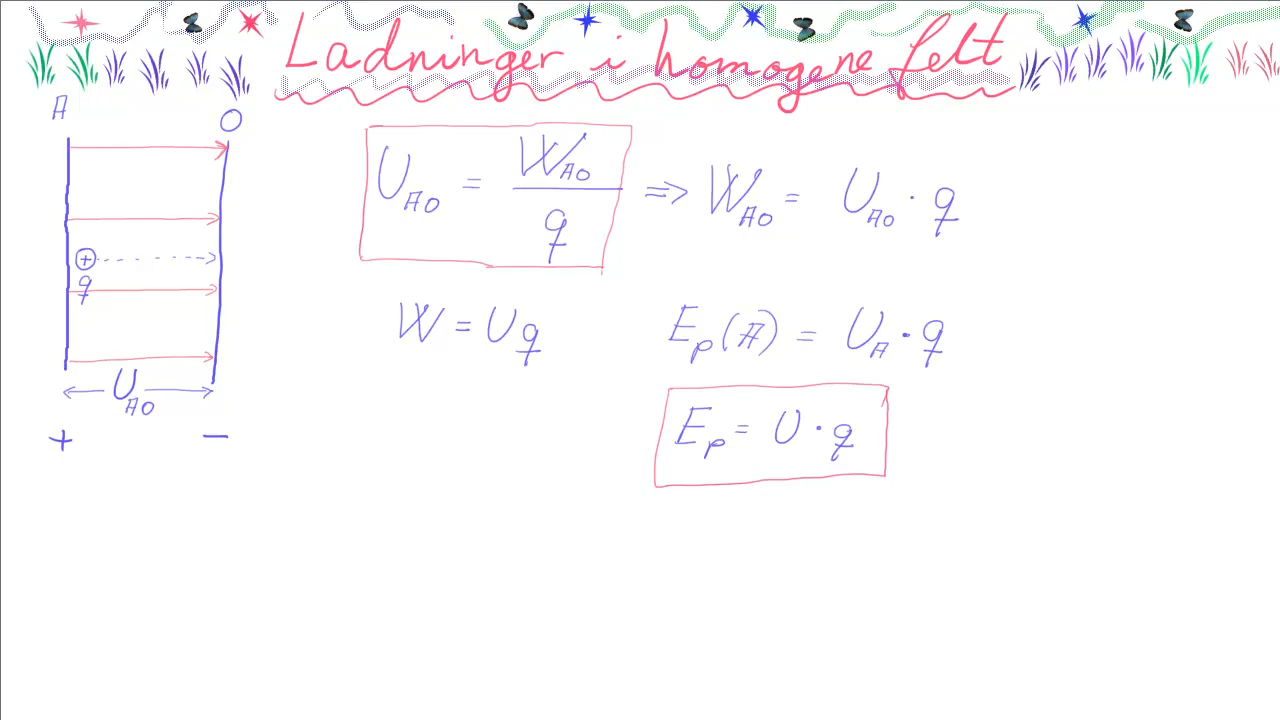 Ladninger i homogene felt
A
O
U_AO = W_AO / q => W_AO = U_AO · q
+
q
W = Uq
E_p(A) = U_A · q
U_AO
E_p = U · q
+ −